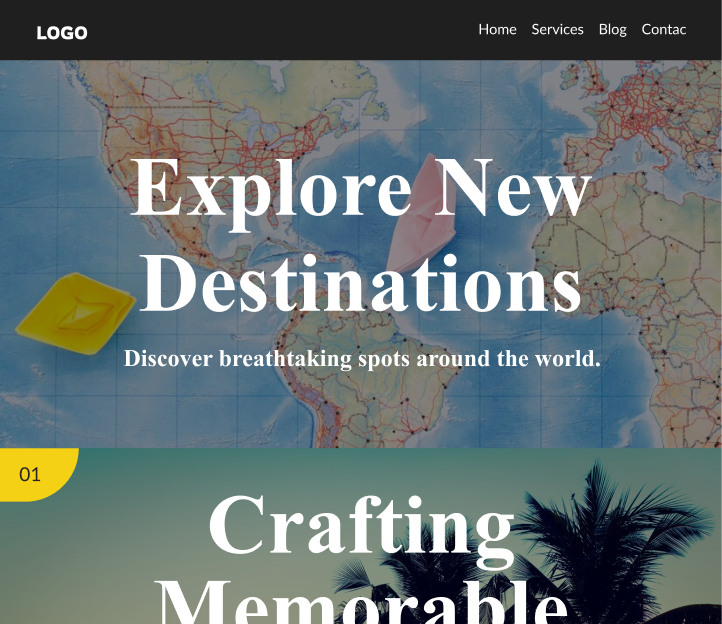 LOGO
Home Services Blog Contac
Explore New
Destinations
Discover breathtaking spots around the world.
01
Crafting
Memorable